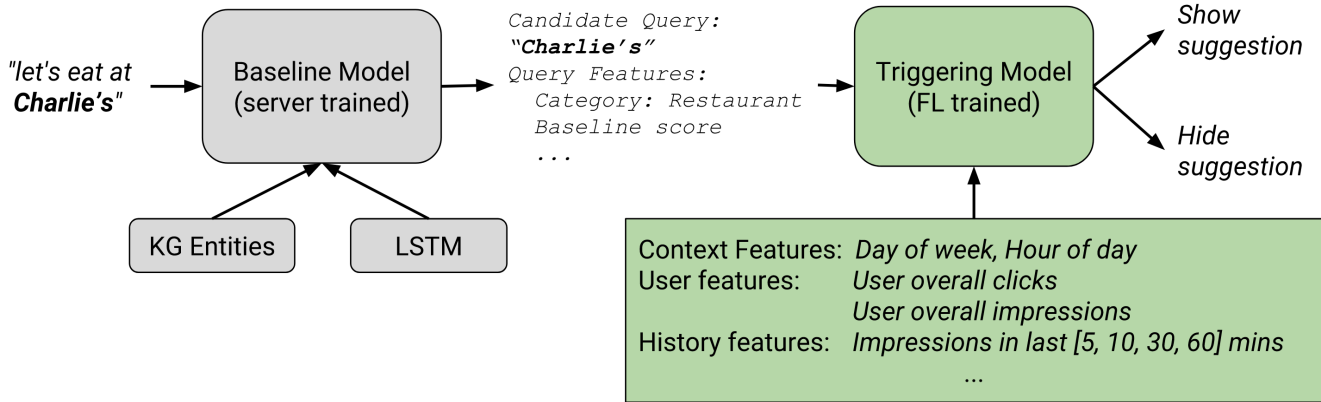 "let's eat at
Charlie's"
Baseline Model
(server trained)
KG Entities
LSTM
Candidate Query:
“Charlie’s”
Query Features:
Category: Restaurant
Baseline score
...
Triggering Model
(FL trained)
Show
suggestion
Hide
suggestion
Context Features: Day of week, Hour of day
User features: User overall clicks
User overall impressions
History features: Impressions in last [5, 10, 30, 60] mins
...